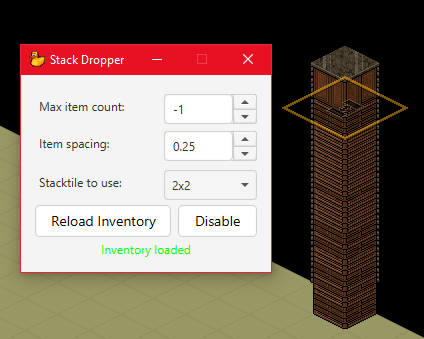 Stack Dropper
Max item count: -1
Item spacing: 0.25
Stacktile to use: 2x2
Reload Inventory Disable
Inventory loaded